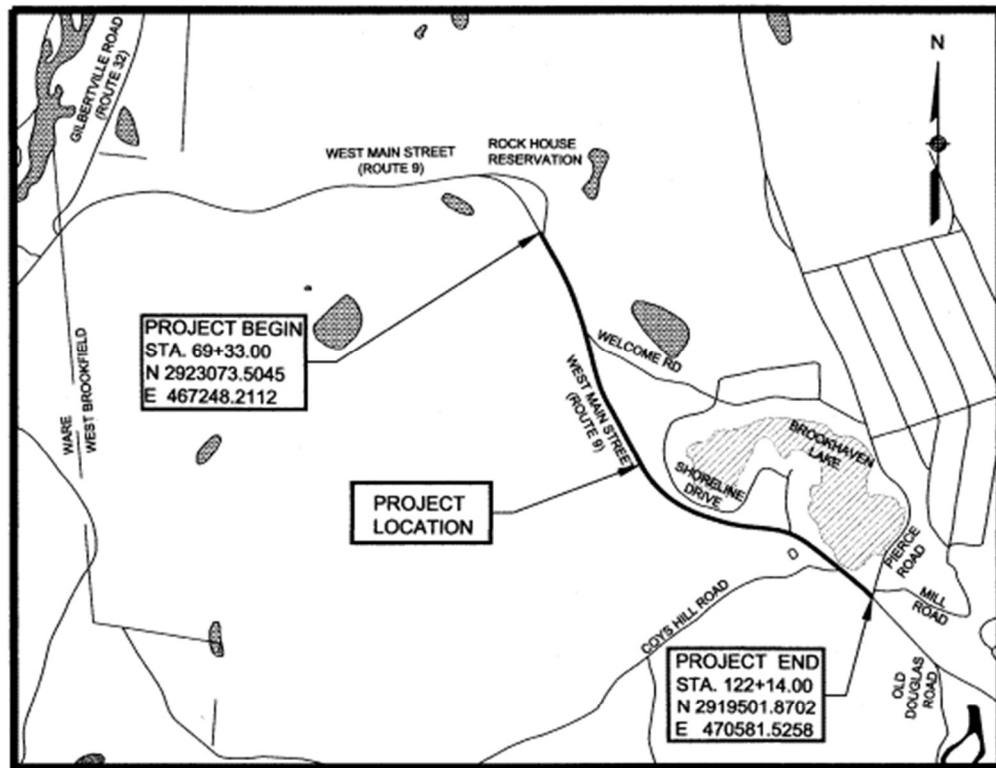 GILBERTVILLE ROAD
(ROUTE 32)
N
WEST MAIN STREET
(ROUTE 9)
ROCK HOUSE
RESERVATION
PROJECT BEGIN
STA. 69+33.00
N 2923073.5045
E 467248.2112
WELCOME RD
WEST MAIN STREET
(ROUTE 9)
WARE
WEST BROOKFIELD
BROOKHAVEN
LAKE
SHORELINE
DRIVE
PROJECT
LOCATION
PIERCE
ROAD
MILL
ROAD
COY'S HILL ROAD
PROJECT END
STA. 122+14.00
N 2919501.8702
E 470581.5258
OLD
DOUGLAS
ROAD